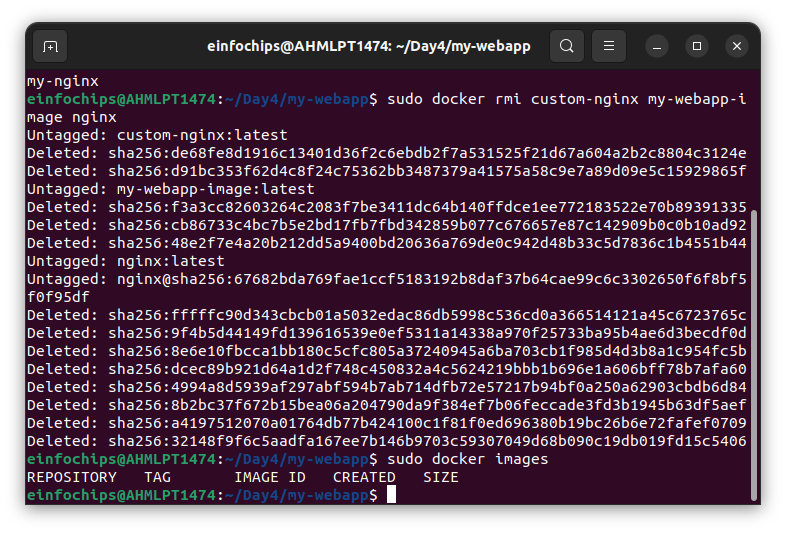 einfochips@AHMLPT1474: ~/Day4/my-webapp
my-nginx
einfochips@AHMLPT1474:~/Day4/my-webapp$ sudo docker rmi custom-nginx my-webapp-i
mage nginx
Untagged: custom-nginx:latest
Deleted: sha256:de68fe8d1916c13401d36f2c6ebdb2f7a531525f21d67a604a2b2c8804c3124e
Deleted: sha256:d91bc353f62d4c8f24c75362bb3487379a41575a58c9e7a89d09e5c15929865f
Untagged: my-webapp-image:latest
Deleted: sha256:f3a3cc82603264c2083f7be3411dc64b140ffdce1ee772183522e70b89391335
Deleted: sha256:cb86733c4bc7b5e2bd17fb7fbd342859b077c676657e87c142909b0c0b10ad92
Deleted: sha256:48e2f7e4a20b212dd5a9400bd20636a769de0c942d48b33c5d7836c1b4551b44
Untagged: nginx:latest
Untagged: nginx@sha256:67682bda769fae1ccf5183192b8daf37b64cae99c6c3302650f6f8bf5
f0f95df
Deleted: sha256:fffffc90d343cbcb01a5032edac86db5998c536cd0a366514121a45c6723765c
Deleted: sha256:9f4b5d44149fd139616539e0ef5311a14338a970f25733ba95b4ae6d3becdf0d
Deleted: sha256:8e6e10fbcca1bb180c5cfc805a37240945a6ba703cb1f985d4d3b8a1c954fc5b
Deleted: sha256:dcec89b921d64a1d2f748c450832a4c5624219bbb1b696e1a606bff78b7afa60
Deleted: sha256:4994a8d5939af297abf594b7ab714dfb72e57217b94bf0a250a62903cbdb6d84
Deleted: sha256:8b2bc37f672b15bea06a204790da9f384ef7b06feccade3fd3b1945b63df5aef
Deleted: sha256:a4197512070a01764db77b424100c1f81f0ed696380b19bc26b6e72fafef0709
Deleted: sha256:32148f9f6c5aadfa167ee7b146b9703c59307049d68b090c19db019fd15c5406
einfochips@AHMLPT1474:~/Day4/my-webapp$ sudo docker images
REPOSITORY   TAG       IMAGE ID   CREATED   SIZE
einfochips@AHMLPT1474:~/Day4/my-webapp$